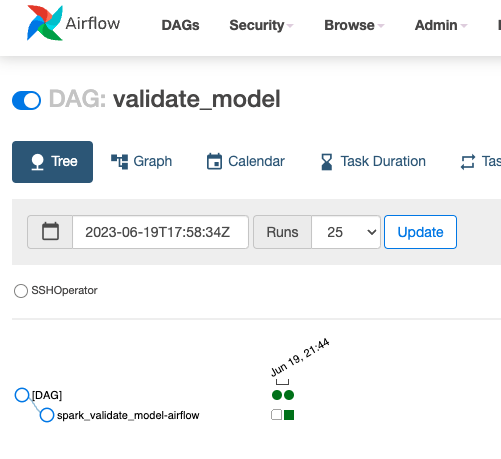 Airflow DAGs Security Browse Admin
DAG: validate_model
Tree Graph Calendar Task Duration Tas
2023-06-19T17:58:34Z Runs 25 Update
SSHOperator
Jun 19, 21:44
[DAG]
spark_validate_model-airflow